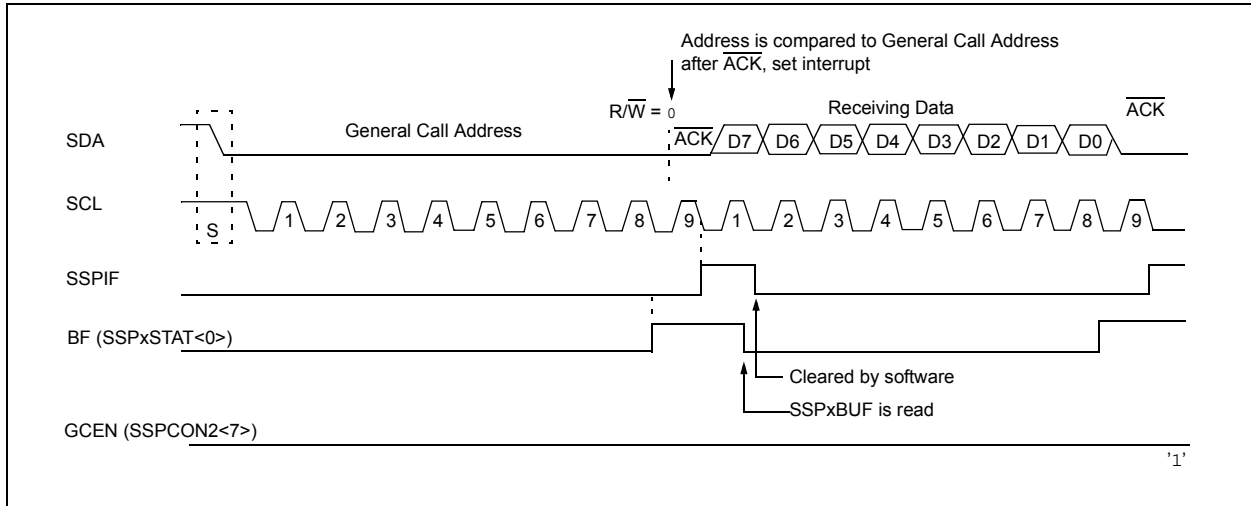 Address is compared to General Call Address
after ACK, set interrupt
R/W = 0
Receiving Data
ACK
SDA
General Call Address
ACK D7 D6 D5 D4 D3 D2 D1 D0
SCL
S
1 2 3 4 5 6 7 8 9 1 2 3 4 5 6 7 8 9
SSPIF
BF (SSPxSTAT<0>)
Cleared by software
SSPxBUF is read
GCEN (SSPCON2<7>)
'1'